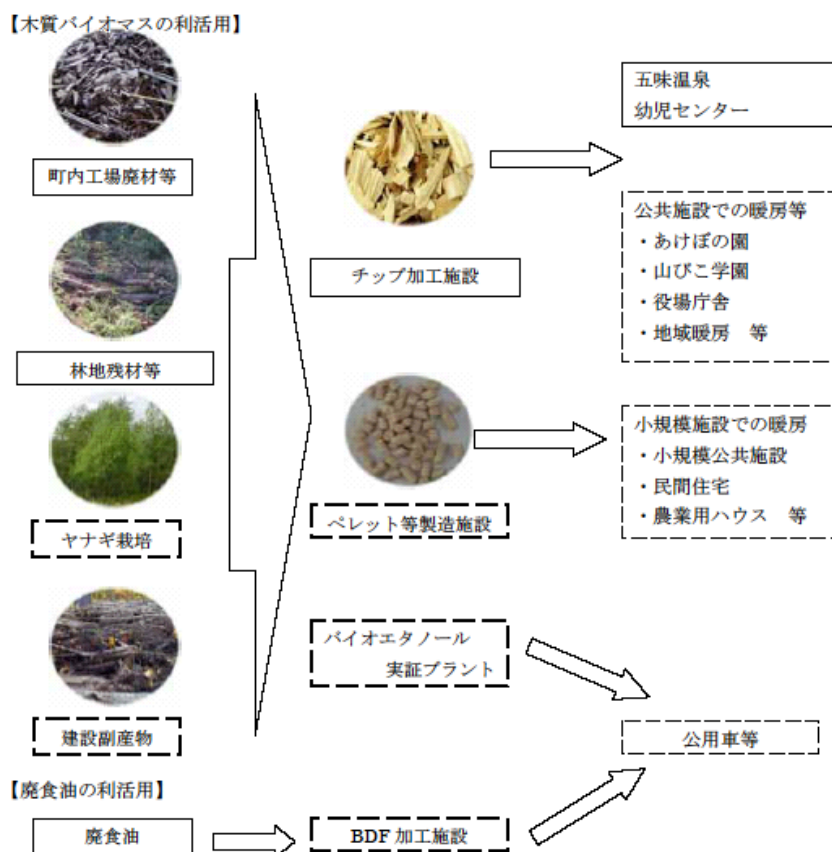 【木質バイオマスの利活用】
町内工場廃材等
林地残材等
ヤナギ栽培
建設副産物
チップ加工施設
ペレット等製造施設
バイオエタノール
実証プラント
五味温泉
幼児センター
公共施設での暖房等
・あけぼの園
・山びこ学園
・役場庁舎
・地域暖房　等
小規模施設での暖房
・小規模公共施設
・民間住宅
・農業用ハウス　等
公用車等
【廃食油の利活用】
廃食油
BDF 加工施設